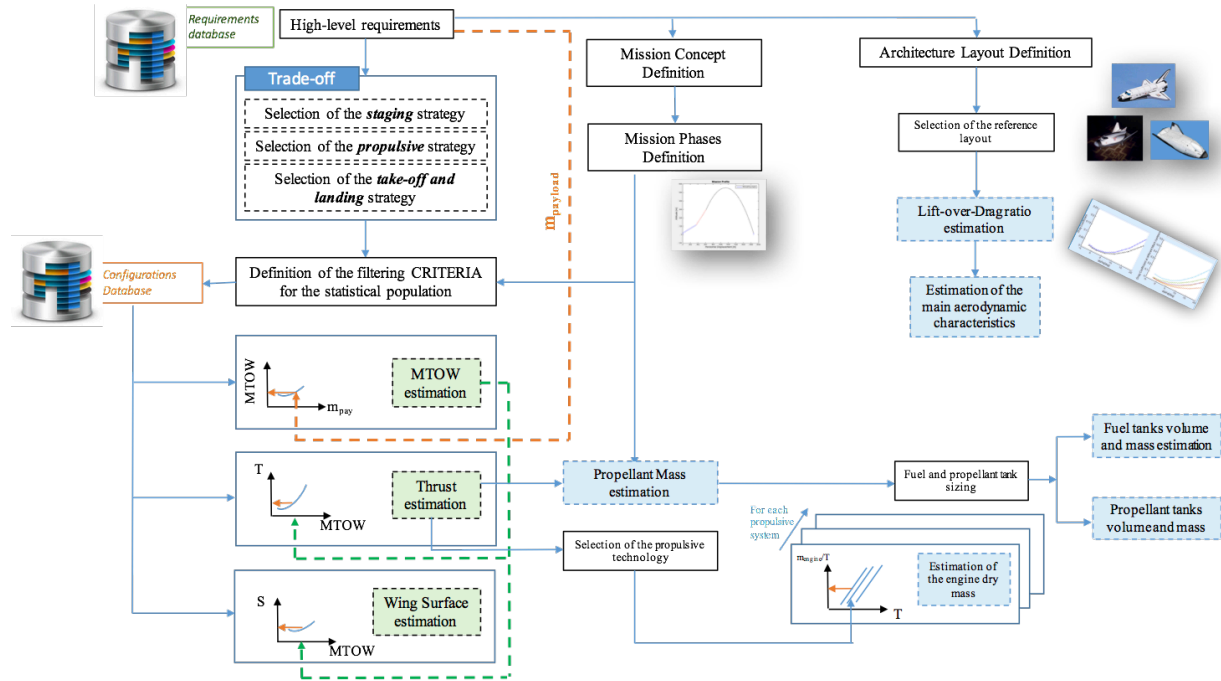 Requirements
database
High-level requirements
Trade-off
Selection of the staging strategy
Selection of the propulsive strategy
Selection of the take-off and
landing strategy
m_payload
Mission Concept
Definition
Mission Phases
Definition
Architecture Layout Definition
Selection of the reference
layout
Lift-over-Drag ratio
estimation
Estimation of the
main aerodynamic
characteristics
Configurations
Database
Definition of the filtering CRITERIA
for the statistical population
MTOW
m_pay
MTOW
estimation
T
MTOW
Thrust
estimation
S
MTOW
Wing Surface
estimation
Propellant Mass
estimation
Selection of the propulsive
technology
Fuel and propellant tank
sizing
Fuel tanks volume
and mass estimation
Propellant tanks
volume and mass
For each
propulsive
system
m_engine/T
T
Estimation of
the engine dry
mass